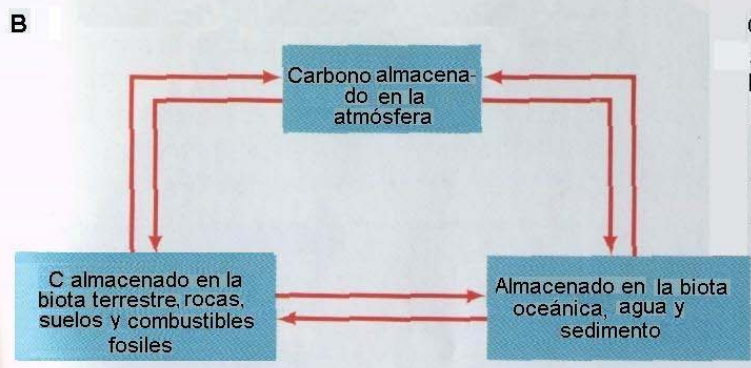 B
Carbono almacena-
do en la
atmósfera
C almacenado en la
biota terrestre, rocas,
suelos y combustibles
fosiles
Almacenado en la biota
oceánica, agua y
sedimento